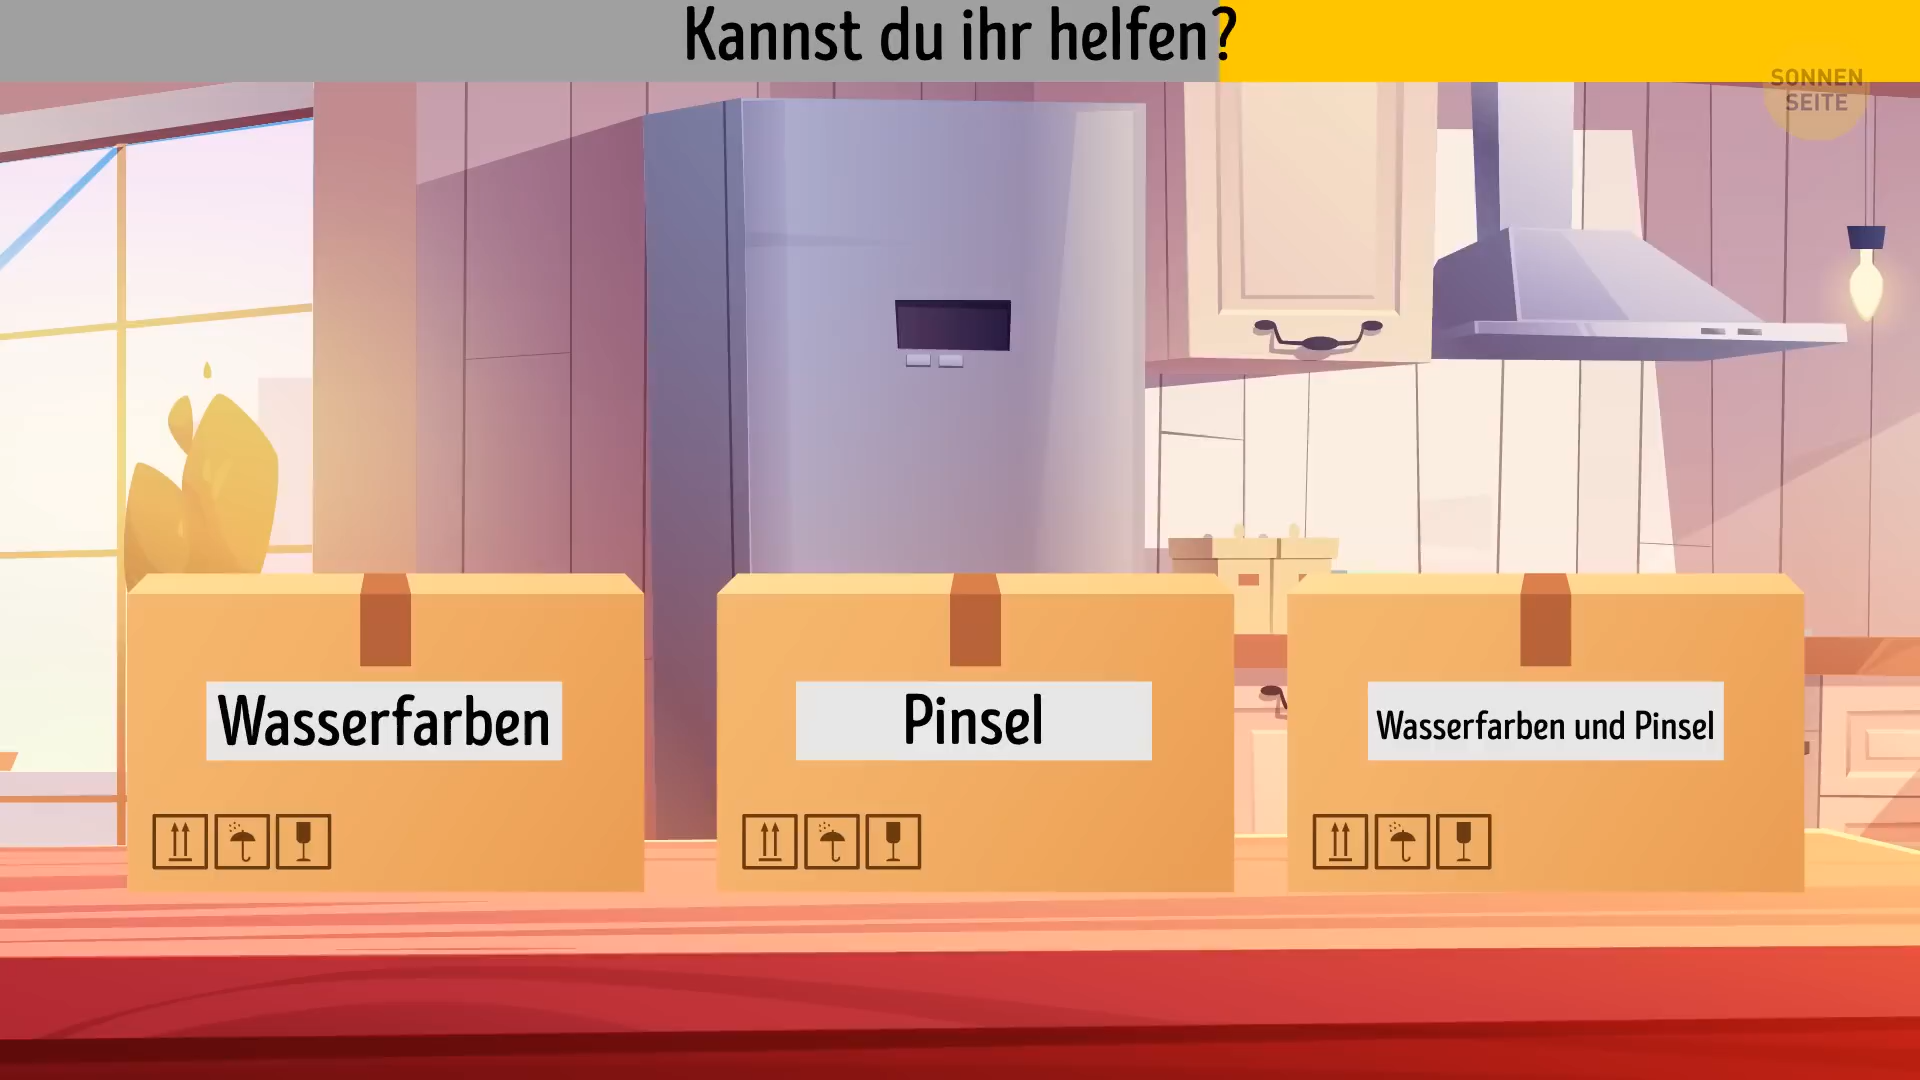 Kannst du ihr helfen?
SONNEN
SEITE
Wasserfarben
Pinsel
Wasserfarben und Pinsel